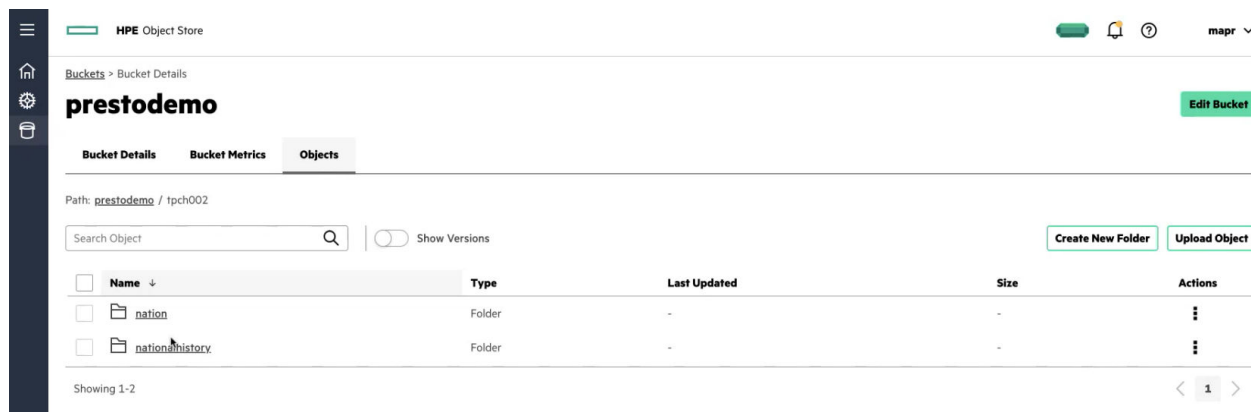 HPE Object Store
mapr
Buckets > Bucket Details
prestodemo
Edit Bucket
Bucket Details Bucket Metrics Objects
Path: prestodemo / tpch002
Search Object
Show Versions
Create New Folder
Upload Object
Name ↓ Type Last Updated Size Actions
nation Folder - -
nationalhistory Folder - -
Showing 1-2
< 1 >